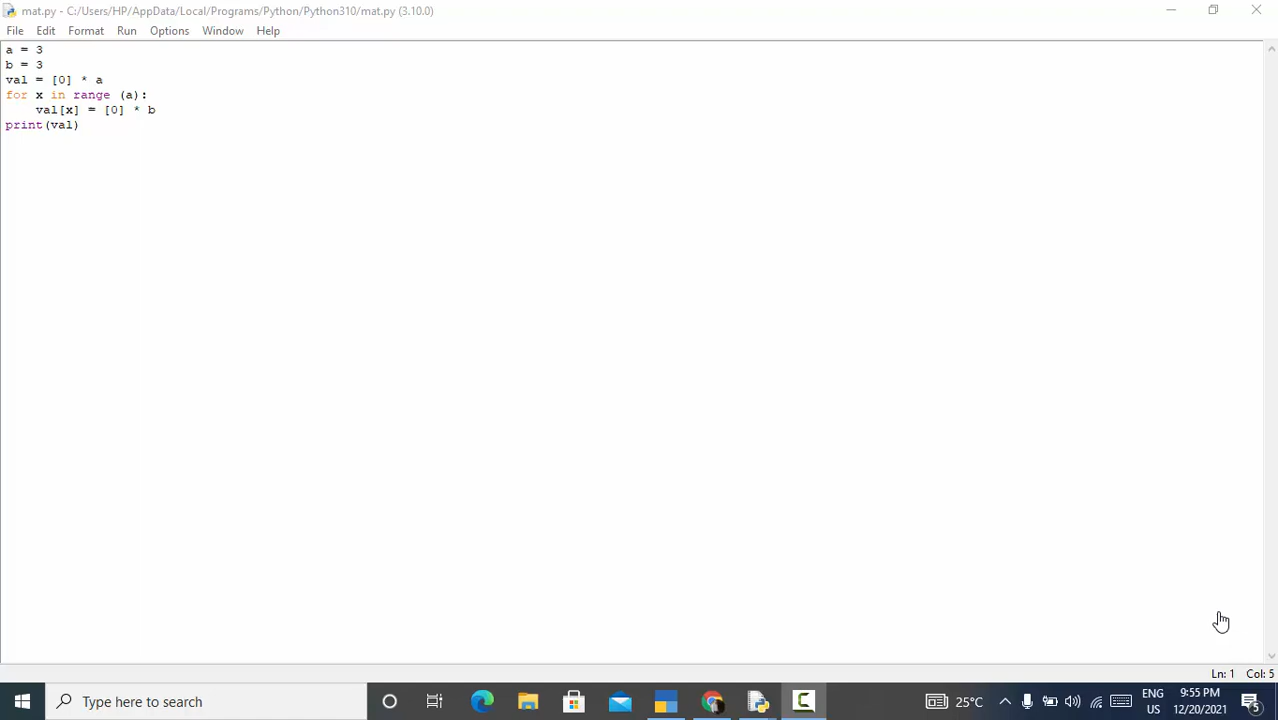 mat.py - C:/Users/HP/AppData/Local/Programs/Python/Python310/mat.py (3.10.0)
File Edit Format Run Options Window Help
a = 3
b = 3
val = [0] * a
for x in range (a):
    val[x] = [0] * b
print(val)
Ln: 1 Col: 5
Type here to search
25°C
ENG
US
9:55 PM
12/20/2021
5